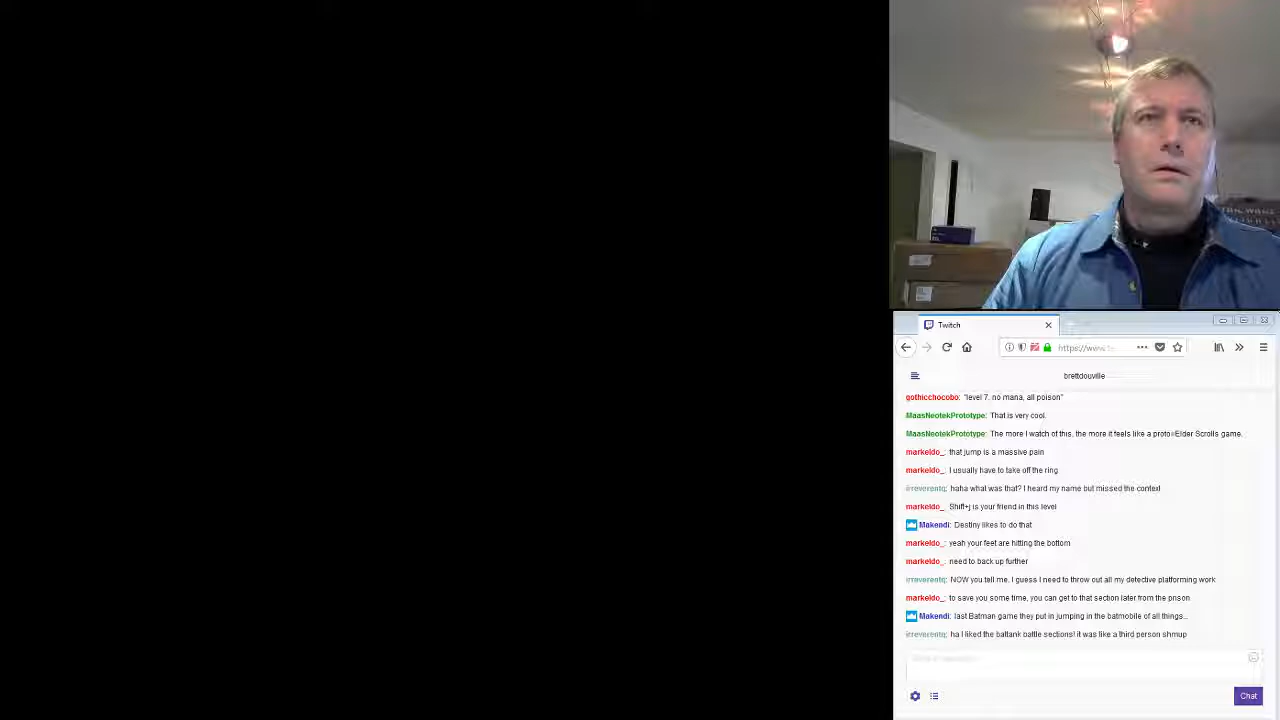 STAR WARS
Twitch
https://www.t
brettdouville
gothicchocobo: "level 7. no mana, all poison"
MaasNeotekPrototype: That is very cool.
MaasNeotekPrototype: The more I watch of this, the more it feels like a proto-Elder Scrolls game.
markeldo_: that jump is a massive pain
markeldo_: I usually have to take off the ring
irreverentq: haha what was that? I heard my name but missed the context
markeldo_: Shift+j is your friend in this level
Makendi: Destiny likes to do that
markeldo_: yeah your feet are hitting the bottom
markeldo_: need to back up further
irreverentq: NOW you tell me. I guess I need to throw out all my detective platforming work
markeldo_: to save you some time, you can get to that section later from the prison
Makendi: last Batman game they put in jumping in the batmobile of all things...
irreverentq: ha I liked the battank battle sections! it was like a third person shmup
Chat